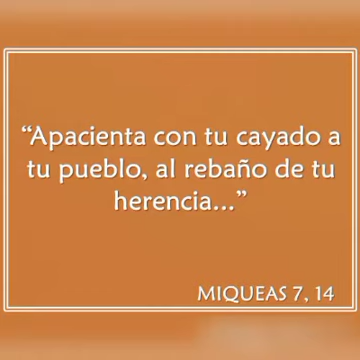 “Apacienta con tu cayado a
tu pueblo, al rebaño de tu
herencia...”
MIQUEAS 7, 14